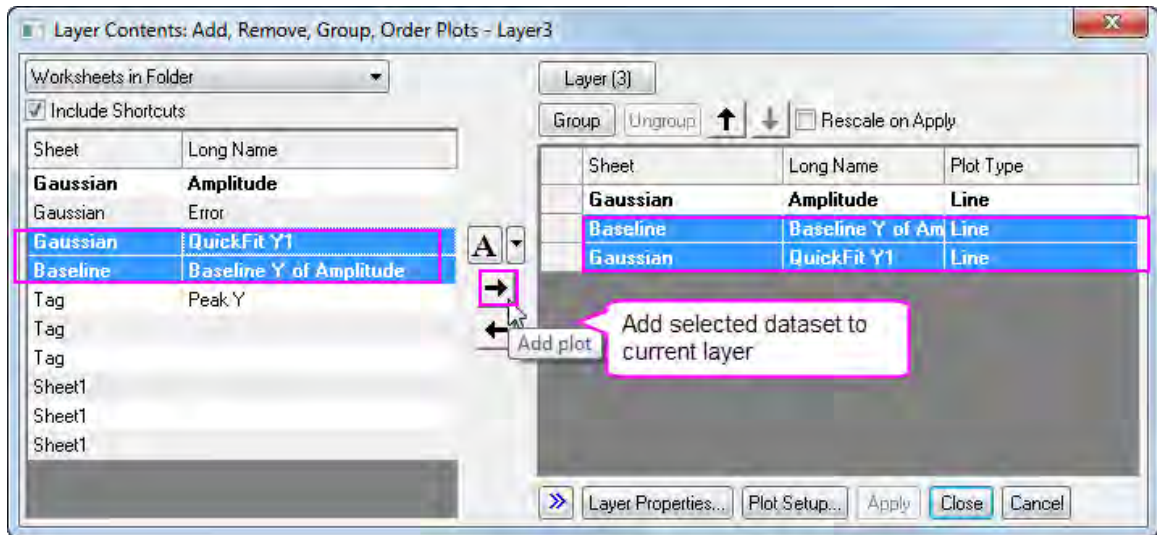 Layer Contents: Add, Remove, Group, Order Plots - Layer3
Worksheets in Folder
Include Shortcuts
Sheet Long Name
Gaussian Amplitude
Gaussian Error
Gaussian QuickFit Y1
Baseline Baseline Y of Amplitude
Tag Peak Y
Tag
Tag
Sheet1
Sheet1
Sheet1
A
Add plot
Layer (3)
Group Ungroup Rescale on Apply
Sheet Long Name Plot Type
Gaussian Amplitude Line
Baseline Baseline Y of Am Line
Gaussian QuickFit Y1 Line
Add selected dataset to
current layer
Layer Properties... Plot Setup... Apply Close Cancel